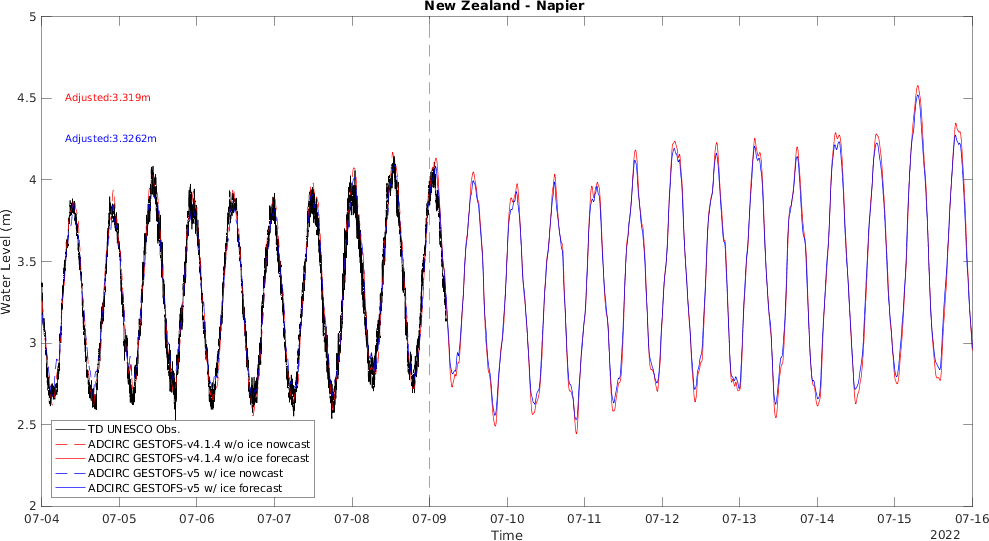 New Zealand - Napier
5
4.5
4
3.5
3
2.5
2
Water Level (m)
Adjusted:3.319m
Adjusted:3.3262m
TD UNESCO Obs.
ADCIRC GESTOFS-v4.1.4 w/o ice nowcast
ADCIRC GESTOFS-v4.1.4 w/o ice forecast
ADCIRC GESTOFS-v5 w/ ice nowcast
ADCIRC GESTOFS-v5 w/ ice forecast
07-04 07-05 07-06 07-07 07-08 07-09 07-10 07-11 07-12 07-13 07-14 07-15 07-16
Time
2022